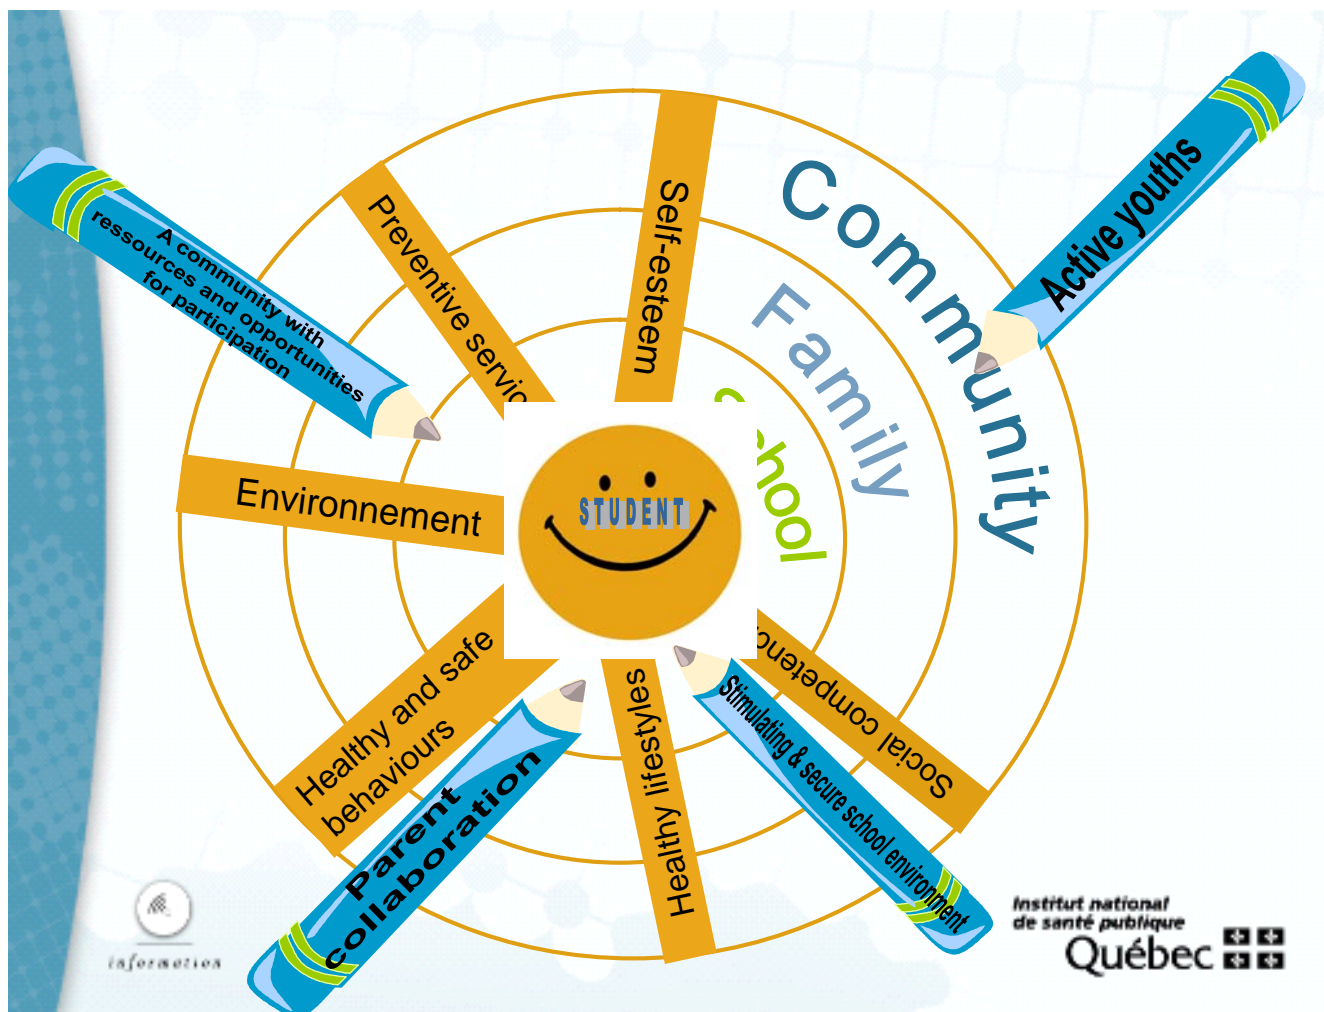 A community with
ressources and opportunities
for participation
Preventive servic
Self-esteem
Community
Family
School
Active youths
Environnement
STUDENT
Healthy and safe
behaviours
Parent
collaboration
Healthy lifestyles
Stimulating & secure school environment
Social competenc
information
Institut national
de santé publique
Québec